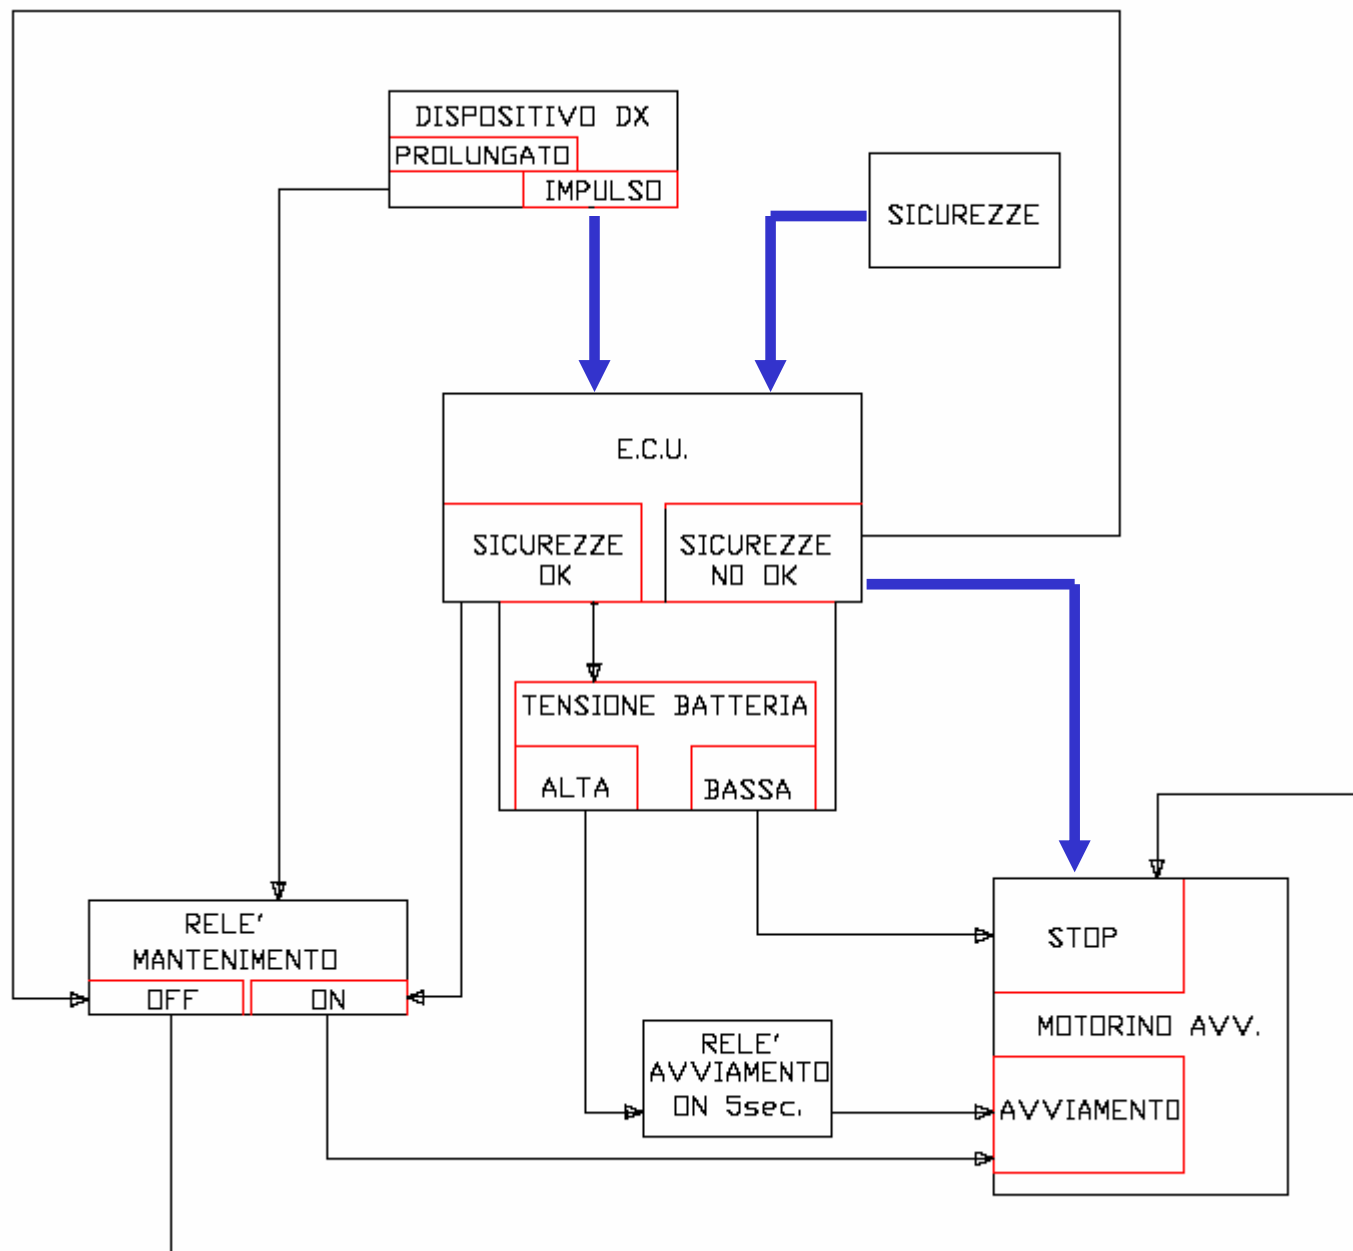 DISPOSITIVO DX
PROLUNGATO
IMPULSO
SICUREZZE
E.C.U.
SICUREZZE
OK
SICUREZZE
NO OK
TENSIONE BATTERIA
ALTA
BASSA
RELE'
MANTENIMENTO
OFF
ON
STOP
MOTORINO AVV.
RELE'
AVVIAMENTO
ON 5sec.
AVVIAMENTO